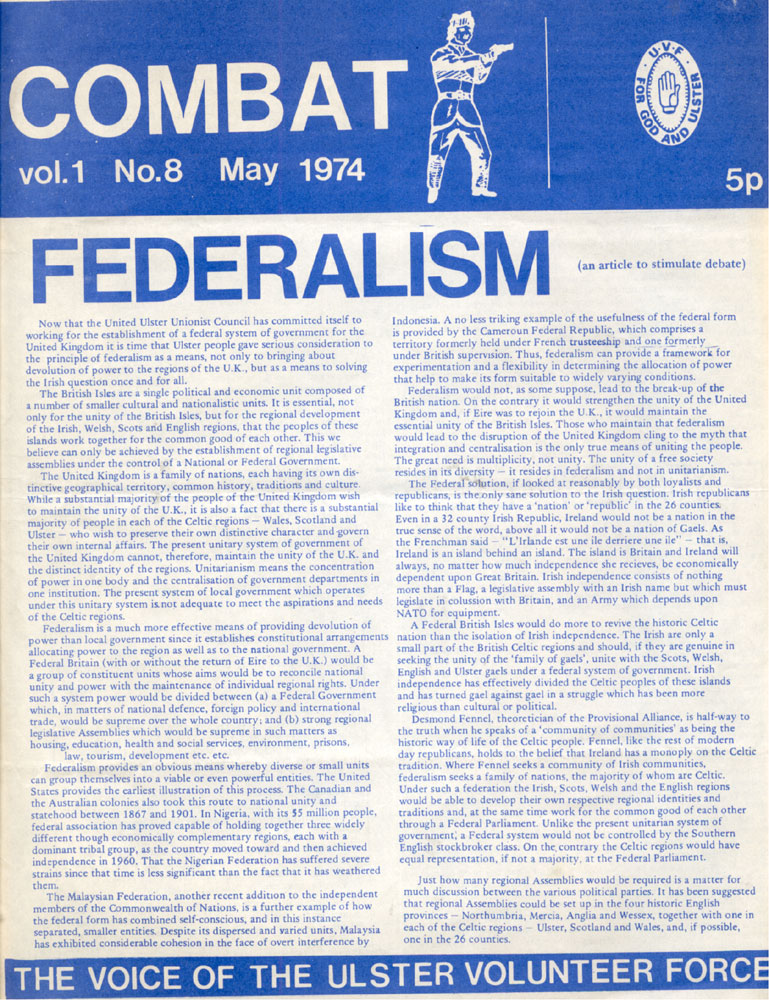 COMBAT
vol.1 No.8 May 1974
U·V·F
FOR GOD AND ULSTER
5p
FEDERALISM
(an article to stimulate debate)
Now that the United Ulster Unionist Council has committed itself to
working for the establishment of a federal system of government for the
United Kingdom it is time that Ulster people gave serious consideration to
the principle of federalism as a means, not only to bringing about
devolution of power to the regions of the U.K., but as a means to solving
the Irish question once and for all.
The British Isles are a single political and economic unit composed of
a number of smaller cultural and nationalistic units. It is essential, not
only for the unity of the British Isles, but for the regional development
of the Irish, Welsh, Scots and English regions, that the peoples of these
islands work together for the common good of each other. This we
believe can only be achieved by the establishment of regional legislative
assemblies under the control of a National or Federal Government.
The United Kingdom is a family of nations, each having its own dis-
tinctive geographical territory, common history, traditions and culture.
While a substantial majority of the people of the United Kingdom wish
to maintain the unity of the U.K., it is also a fact that there is a substantial
majority of people in each of the Celtic regions — Wales, Scotland and
Ulster — who wish to preserve their own distinctive character and govern
their own internal affairs. The present unitary system of government of
the United Kingdom cannot, therefore, maintain the unity of the U.K. and
the distinct identity of the regions. Unitarianism means the concentration
of power in one body and the centralisation of government departments in
one institution. The present system of local government which operates
under this unitary system is not adequate to meet the aspirations and needs
of the Celtic regions.
Federalism is a much more effective means of providing devolution of
power than local government since it establishes constitutional arrangements
allocating power to the region as well as to the national government. A
Federal Britain (with or without the return of Eire to the U.K.) would be
a group of constituent units whose aims would be to reconcile national
unity and power with the maintenance of individual regional rights. Under
such a system power would be divided between (a) a Federal Government
which, in matters of national defence, foreign policy and international
trade, would be supreme over the whole country; and (b) strong regional
legislative Assemblies which would be supreme in such matters as
housing, education, health and social services, environment, prisons,
law, tourism, development etc. etc.
Federalism provides an obvious means whereby diverse or small units
can group themselves into a viable or even powerful entities. The United
States provides the earliest illustration of this process. The Canadian and
the Australian colonies also took this route to national unity and
statehood between 1867 and 1901. In Nigeria, with its 55 million people,
federal association has proved capable of holding together three widely
different though economically complementary regions, each with a
dominant tribal group, as the country moved toward and then achieved
independence in 1960. That the Nigerian Federation has suffered severe
strains since that time is less significant than the fact that it has weathered
them.
The Malaysian Federation, another recent addition to the independent
members of the Commonwealth of Nations, is a further example of how
the federal form has combined self-conscious, and in this instance
separated, smaller entities. Despite its dispersed and varied units, Malaysia
has exhibited considerable cohesion in the face of overt interference by
Indonesia. A no less triking example of the usefulness of the federal form
is provided by the Cameroun Federal Republic, which comprises a
territory formerly held under French trusteeship and one formerly
under British supervision. Thus, federalism can provide a framework for
experimentation and a flexibility in determining the allocation of power
that help to make its form suitable to widely varying conditions.
Federalism would not, as some suppose, lead to the break-up of the
British nation. On the contrary it would strengthen the unity of the United
Kingdom and, if Eire was to rejoin the U.K., it would maintain the
essential unity of the British Isles. Those who maintain that federalism
would lead to the disruption of the United Kingdom cling to the myth that
integration and centralisation is the only true means of uniting the people.
The great need is multiplicity, not unity. The unity of a free society
resides in its diversity — it resides in federalism and not in unitarianism.
The Federal solution, if looked at reasonably by both loyalists and
republicans, is the only sane solution to the Irish question. Irish republicans
like to think that they have a 'nation' or 'republic' in the 26 counties.
Even in a 32 county Irish Republic, Ireland would not be a nation in the
true sense of the word, above all it would not be a nation of Gaels. As
the Frenchman said — "L'Irlande est une ile derriere une ile" — that is,
Ireland is an island behind an island. The island is Britain and Ireland will
always, no matter how much independence she recieves, be economically
dependent upon Great Britain. Irish independence consists of nothing
more than a Flag, a legislative assembly with an Irish name but which must
legislate in colussion with Britain, and an Army which depends upon
NATO for equipment.
A Federal British Isles would do more to revive the historic Celtic
nation than the isolation of Irish independence. The Irish are only a
small part of the British Celtic regions and should, if they are genuine in
seeking the unity of the 'family of gaels', unite with the Scots, Welsh,
English and Ulster gaels under a federal system of government. Irish
independence has effectively divided the Celtic peoples of these islands
and has turned gael against gael in a struggle which has been more
religious than cultural or political.
Desmond Fennel, theoretician of the Provisional Alliance, is half-way to
the truth when he speaks of a 'community of communities' as being the
historic way of life of the Celtic people. Fennel, like the rest of modern
day republicans, holds to the belief that Ireland has a monopoly on the Celtic
tradition. Where Fennel seeks a community of Irish communities,
federalism seeks a family of nations, the majority of whom are Celtic.
Under such a federation the Irish, Scots, Welsh and the English regions
would be able to develop their own respective regional identities and
traditions and, at the same time work for the common good of each other
through a Federal Parliament. Unlike the present unitarian system of
government, a Federal system would not be controlled by the Southern
English stockbroker class. On the contrary the Celtic regions would have
equal representation, if not a majority, at the Federal Parliament.
Just how many regional Assemblies would be required is a matter for
much discussion between the various political parties. It has been suggested
that regional Assemblies could be set up in the four historic English
provinces — Northumbria, Mercia, Anglia and Wessex, together with one in
each of the Celtic regions — Ulster, Scotland and Wales, and, if possible,
one in the 26 counties.
THE VOICE OF THE ULSTER VOLUNTEER FORCE